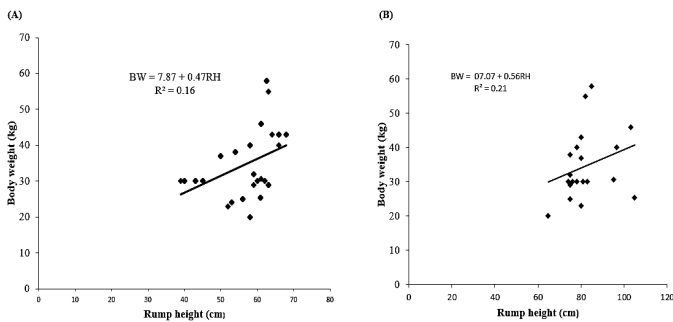 (A)
BW = 7.87 + 0.47RH
R² = 0.16
Body weight (kg)
70
60
50
40
30
20
10
0
0 10 20 30 40 50 60 70 80
Rump height (cm)
(B)
BW = 07.07 + 0.56RH
R² = 0.21
Body weight (kg)
70
60
50
40
30
20
10
0
0 20 40 60 80 100 120
Rump height (cm)